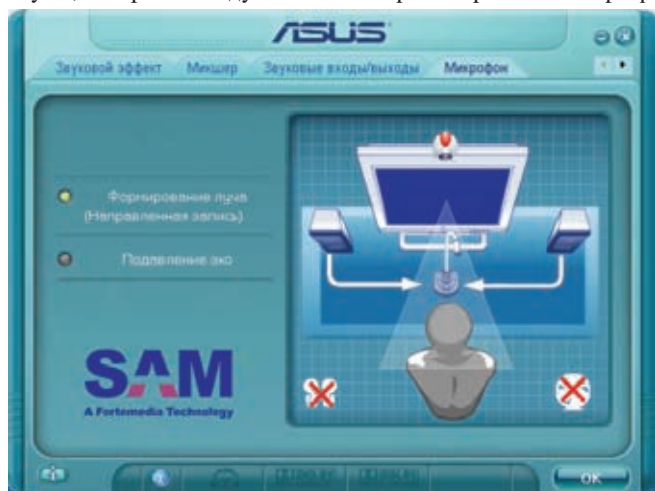 ASUS
Звуковой эффект Микшер Звуковые входы/выходы Микрофон
Формирование луча
(Направленная запись)
Подавление эхо
SAM
A Fortemedia Technology
OK